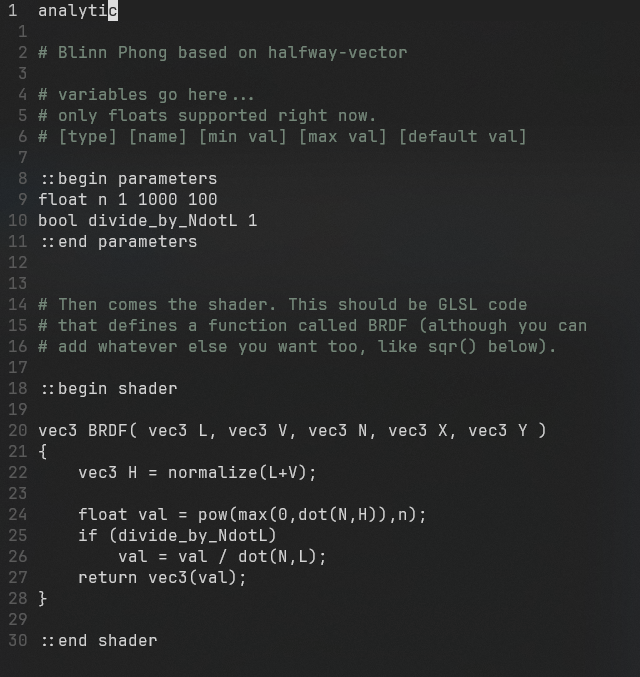 1 analytic
1
2 # Blinn Phong based on halfway-vector
3
4 # variables go here...
5 # only floats supported right now.
6 # [type] [name] [min val] [max val] [default val]
7
8 ::begin parameters
9 float n 1 1000 100
10 bool divide_by_NdotL 1
11 ::end parameters
12
13
14 # Then comes the shader. This should be GLSL code
15 # that defines a function called BRDF (although you can
16 # add whatever else you want too, like sqr() below).
17
18 ::begin shader
19
20 vec3 BRDF( vec3 L, vec3 V, vec3 N, vec3 X, vec3 Y )
21 {
22     vec3 H = normalize(L+V);
23
24     float val = pow(max(0,dot(N,H)),n);
25     if (divide_by_NdotL)
26         val = val / dot(N,L);
27     return vec3(val);
28 }
29
30 ::end shader